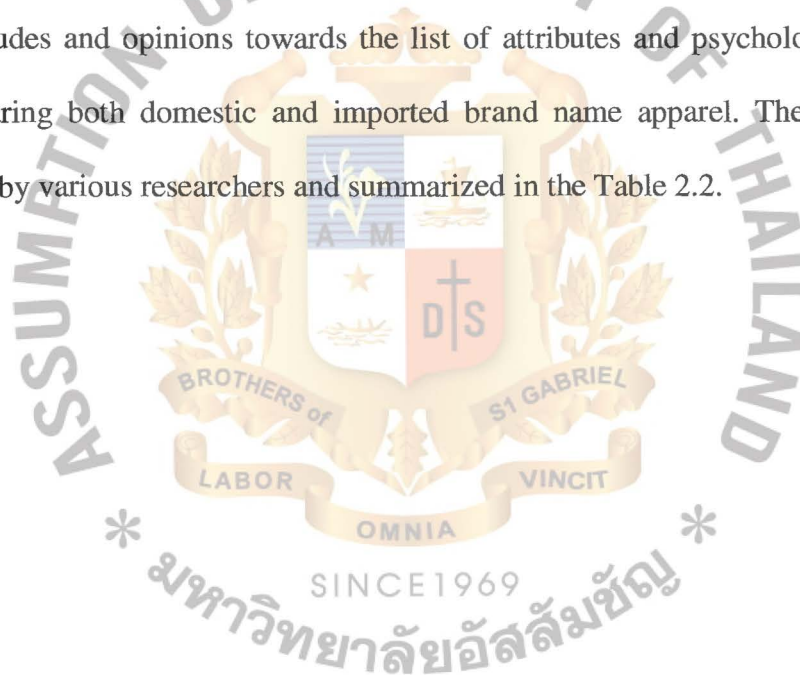 udes and opinions towards the list of attributes and psycholo
ring both domestic and imported brand name apparel. The
by various researchers and summarized in the Table 2.2.
ASSUMPTION
OF
THAILAND
A M
D S
BROTHERS of
S1 GABRIEL
LABOR
VINCIT
OMNIA
* *
SINCE1969
มหาวิทยาลัยอัสสัมชัญ